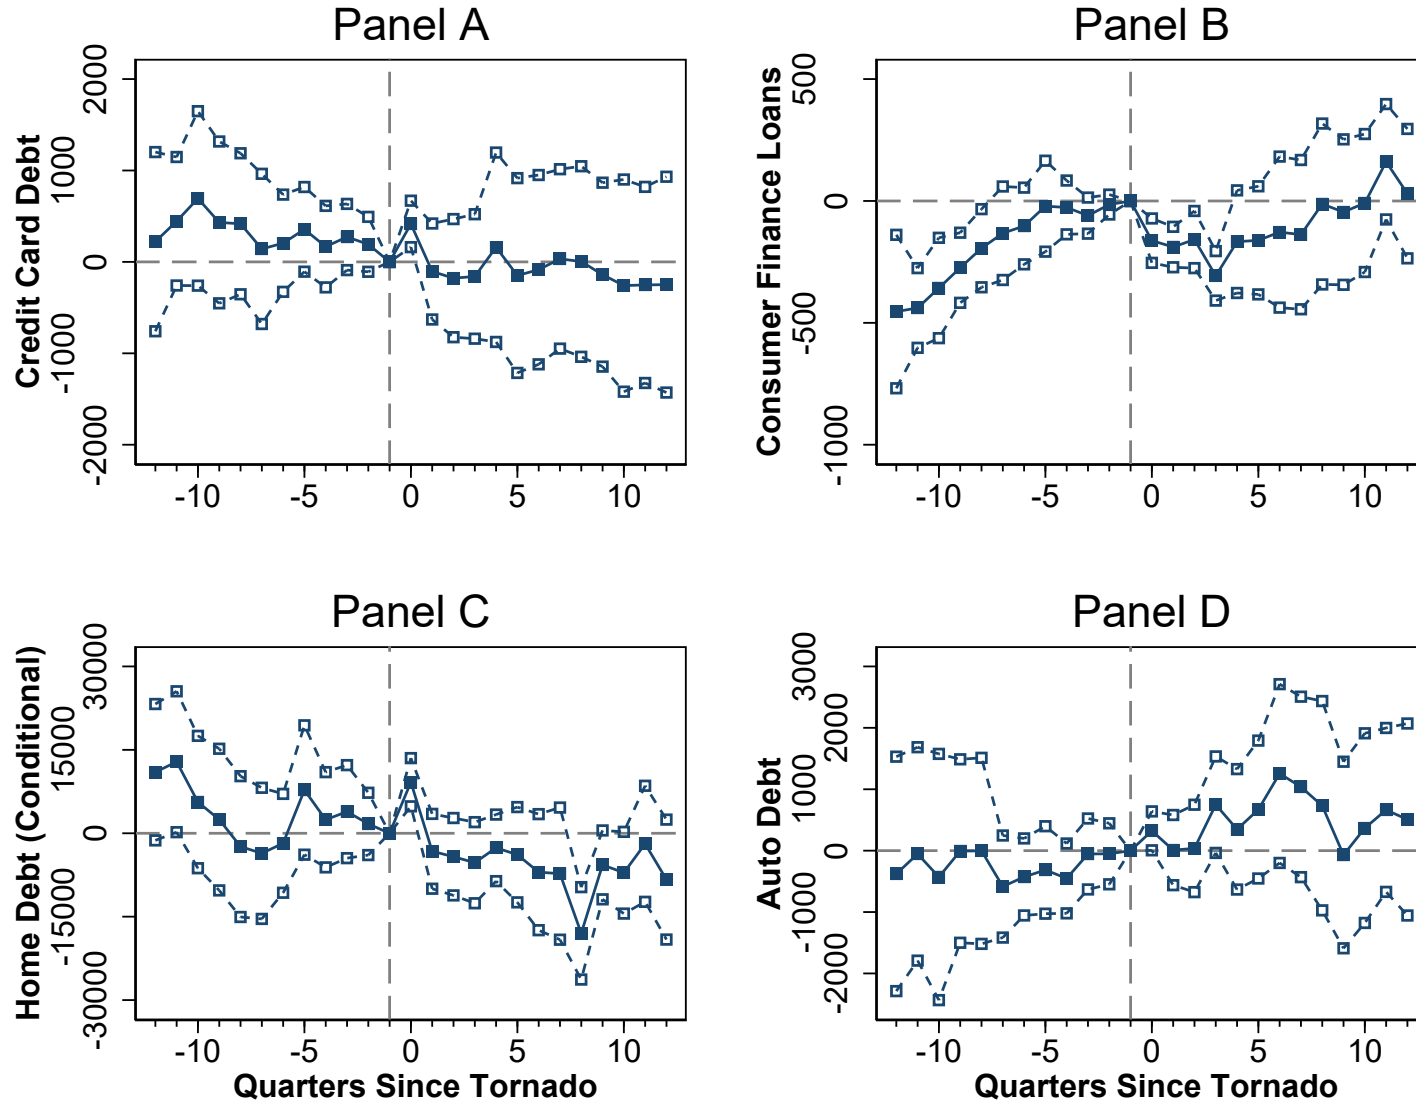 Panel A
Credit Card Debt
2000
1000
0
-1000
-2000
-10 -5 0 5 10
Panel B
Consumer Finance Loans
500
0
-500
-1000
-10 -5 0 5 10
Panel C
Home Debt (Conditional)
30000
15000
0
-15000
-30000
-10 -5 0 5 10
Quarters Since Tornado
Panel D
Auto Debt
3000
2000
1000
0
-1000
-2000
-10 -5 0 5 10
Quarters Since Tornado